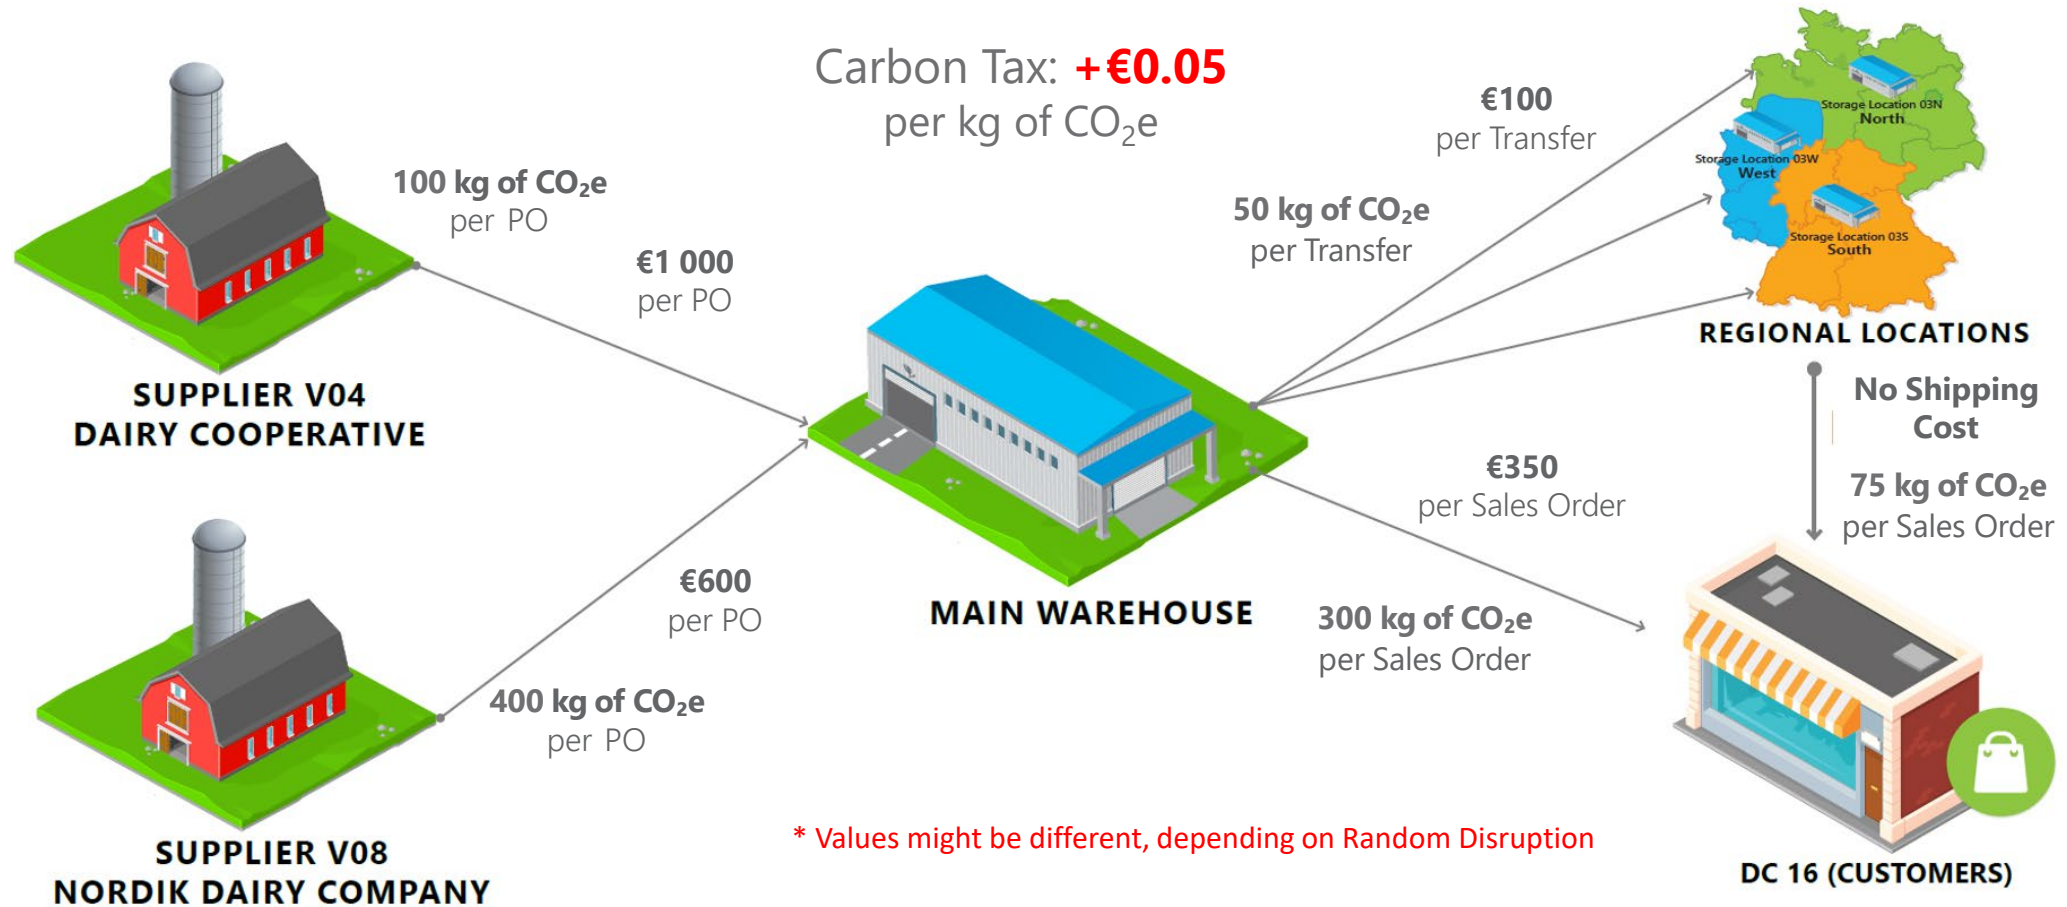 Carbon Tax: +€0.05
per kg of CO₂e
100 kg of CO₂e
per PO
€1 000
per PO
SUPPLIER V04
DAIRY COOPERATIVE
€600
per PO
400 kg of CO₂e
per PO
SUPPLIER V08
NORDIK DAIRY COMPANY
MAIN WAREHOUSE
€100
per Transfer
50 kg of CO₂e
per Transfer
Storage Location 03N
North
Storage Location 03W
West
Storage Location 03S
South
REGIONAL LOCATIONS
No Shipping
Cost
75 kg of CO₂e
per Sales Order
€350
per Sales Order
300 kg of CO₂e
per Sales Order
DC 16 (CUSTOMERS)
* Values might be different, depending on Random Disruption